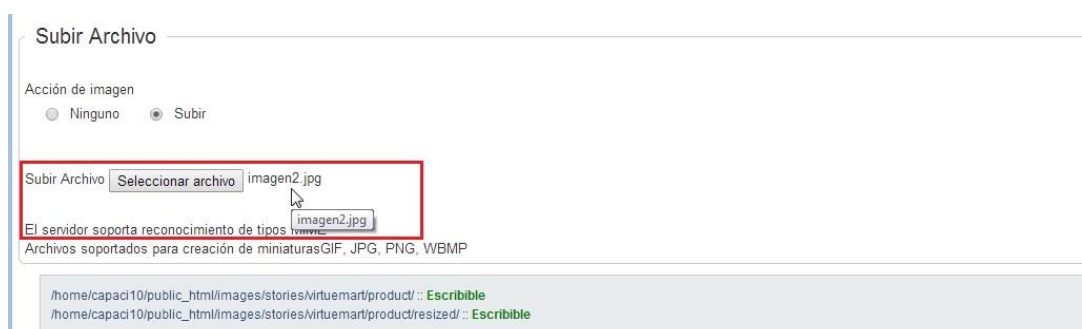 Subir Archivo
Acción de imagen
Ninguno Subir
Subir Archivo Seleccionar archivo imagen2.jpg
imagen2.jpg
El servidor soporta reconocimiento de tipos MIME
Archivos soportados para creación de miniaturasGIF, JPG, PNG, WBMP
/home/capaci10/public_html/images/stories/virtuemart/product/ :: Escribible
/home/capaci10/public_html/images/stories/virtuemart/product/resized/ :: Escribible